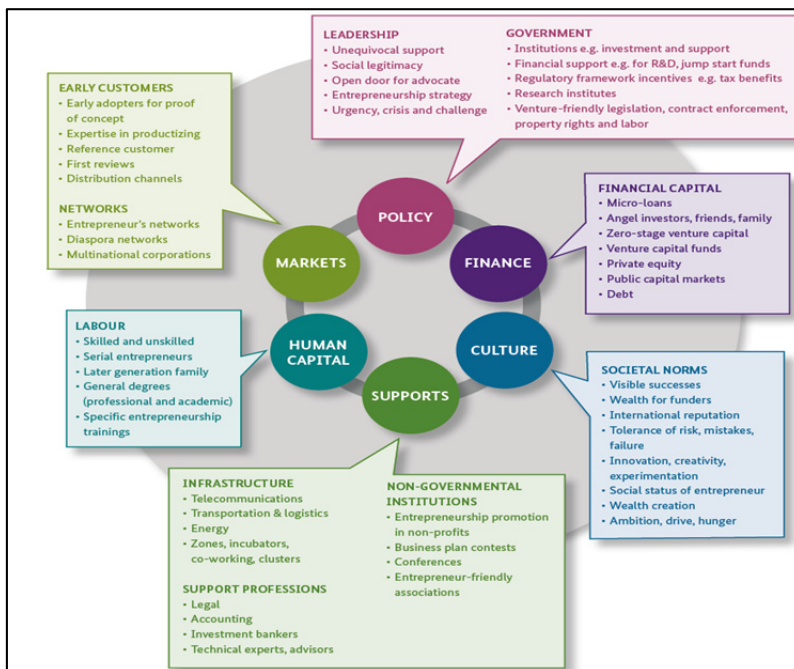 LEADERSHIP
• Unequivocal support
• Social legitimacy
• Open door for advocate
• Entrepreneurship strategy
• Urgency, crisis and challenge
GOVERNMENT
• Institutions e.g. investment and support
• Financial support e.g. for R&D, jump start funds
• Regulatory framework incentives e.g. tax benefits
• Research institutes
• Venture-friendly legislation, contract enforcement,
property rights and labor
EARLY CUSTOMERS
• Early adopters for proof
of concept
• Expertise in productizing
• Reference customer
• First reviews
• Distribution channels
NETWORKS
• Entrepreneur's networks
• Diaspora networks
• Multinational corporations
POLICY
MARKETS
FINANCE
HUMAN
CAPITAL
CULTURE
SUPPORTS
FINANCIAL CAPITAL
• Micro-loans
• Angel investors, friends, family
• Zero-stage venture capital
• Venture capital funds
• Private equity
• Public capital markets
• Debt
LABOUR
• Skilled and unskilled
• Serial entrepreneurs
• Later generation family
• General degrees
(professional and academic)
• Specific entrepreneurship
trainings
SOCIETAL NORMS
• Visible successes
• Wealth for funders
• International reputation
• Tolerance of risk, mistakes,
failure
• Innovation, creativity,
experimentation
• Social status of entrepreneur
• Wealth creation
• Ambition, drive, hunger
INFRASTRUCTURE
• Telecommunications
• Transportation & logistics
• Energy
• Zones, incubators,
co-working, clusters
SUPPORT PROFESSIONS
• Legal
• Accounting
• Investment bankers
• Technical experts, advisors
NON-GOVERNMENTAL
INSTITUTIONS
• Entrepreneurship promotion
in non-profits
• Business plan contests
• Conferences
• Entrepreneur-friendly
associations